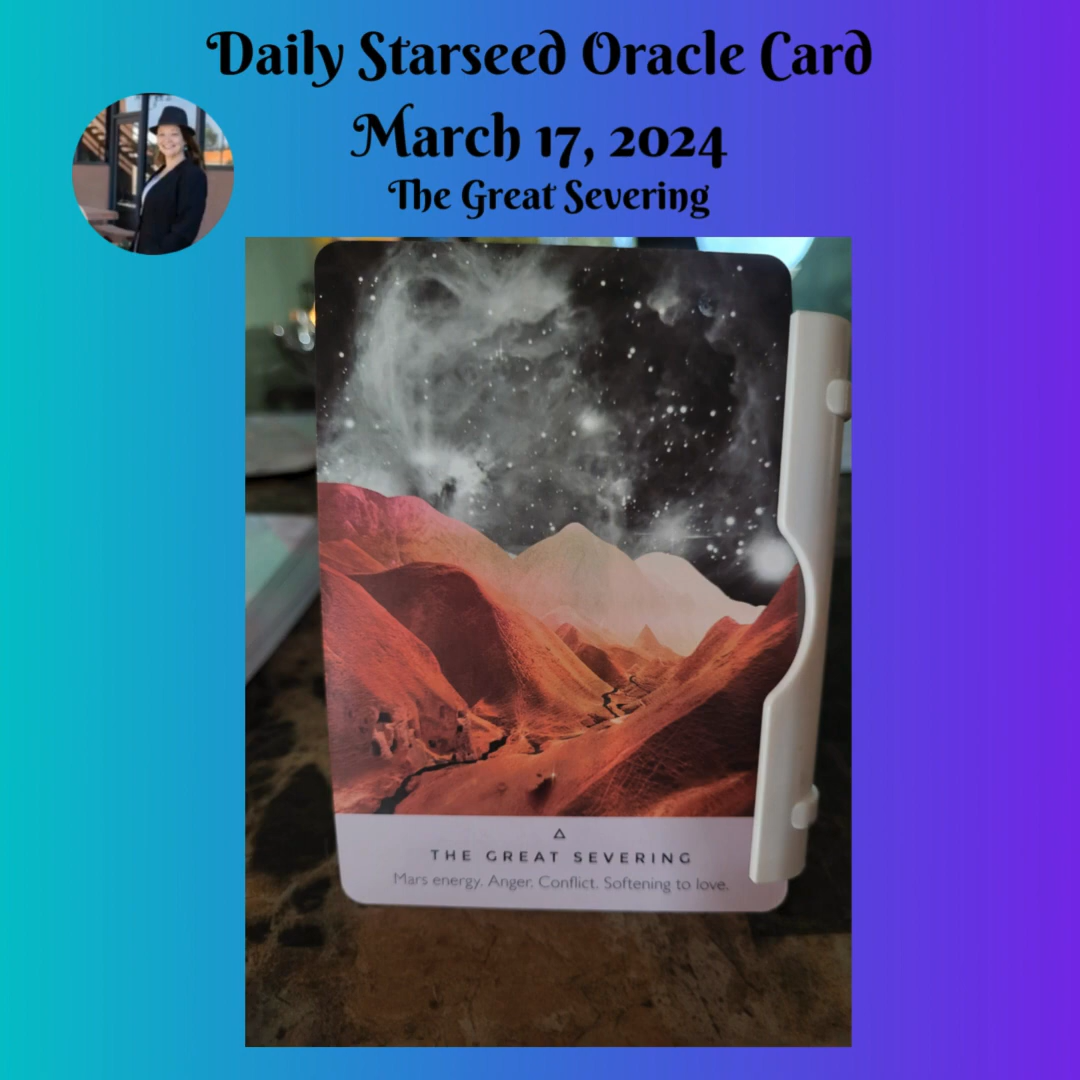 Daily Starseed Oracle Card
March 17, 2024
The Great Severing
THE GREAT SEVERING
Mars energy. Anger. Conflict. Softening to love.